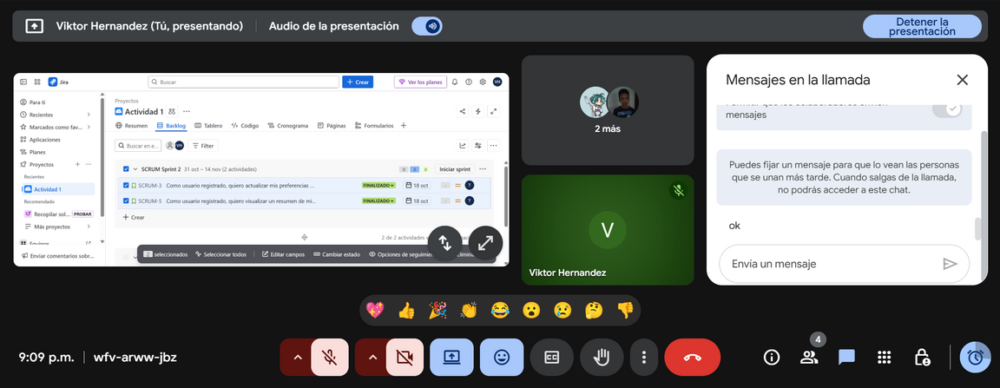 Viktor Hernandez (Tú, presentando)
Audio de la presentación
Detener la
presentación
Jira
Buscar
+ Crear
Ver los planes
VH
Para ti
Recientes
Marcados como fav...
Aplicaciones
Planes
Proyectos
Recientes
Actividad 1
Recomendado
Recopilar sol...
PROBAR
Más proyectos
Equipos
Enviar comentarios sobr...
Proyectos
Actividad 1
Resumen
Backlog
Tablero
Código
Cronograma
Páginas
Formularios
Buscar en e...
VH
Filter
SCRUM Sprint 2 31 oct – 14 nov (2 actividades)
0 0 0
Iniciar sprint
SCRUM-3 Como usuario registrado, quiero actualizar mis preferencias ...
FINALIZADO
18 oct
T
SCRUM-5 Como usuario registrado, quiero visualizar un resumen de mi...
FINALIZADO
18 oct
T
+ Crear
2 de 2 actividades
2 seleccionados
Seleccionar todos
Editar campos
Cambiar estado
Opciones de seguimie
2 más
V
Viktor Hernandez
Mensajes en la llamada
mensajes
Puedes fijar un mensaje para que lo vean las personas
que se unan más tarde. Cuando salgas de la llamada,
no podrás acceder a este chat.
ok
Envía un mensaje
9:09 p.m. | wfv-arww-jbz
CC
4